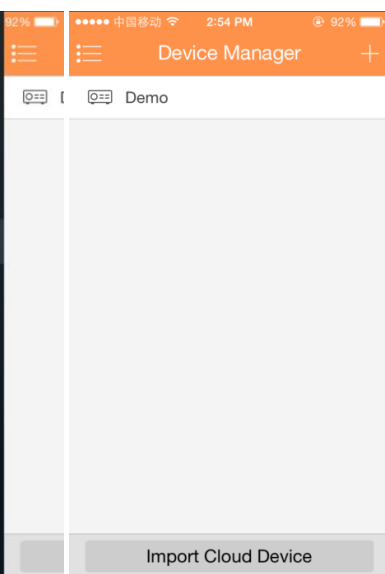 92%
中国移动 2:54 PM 92%
Device Manager +
Demo
Import Cloud Device